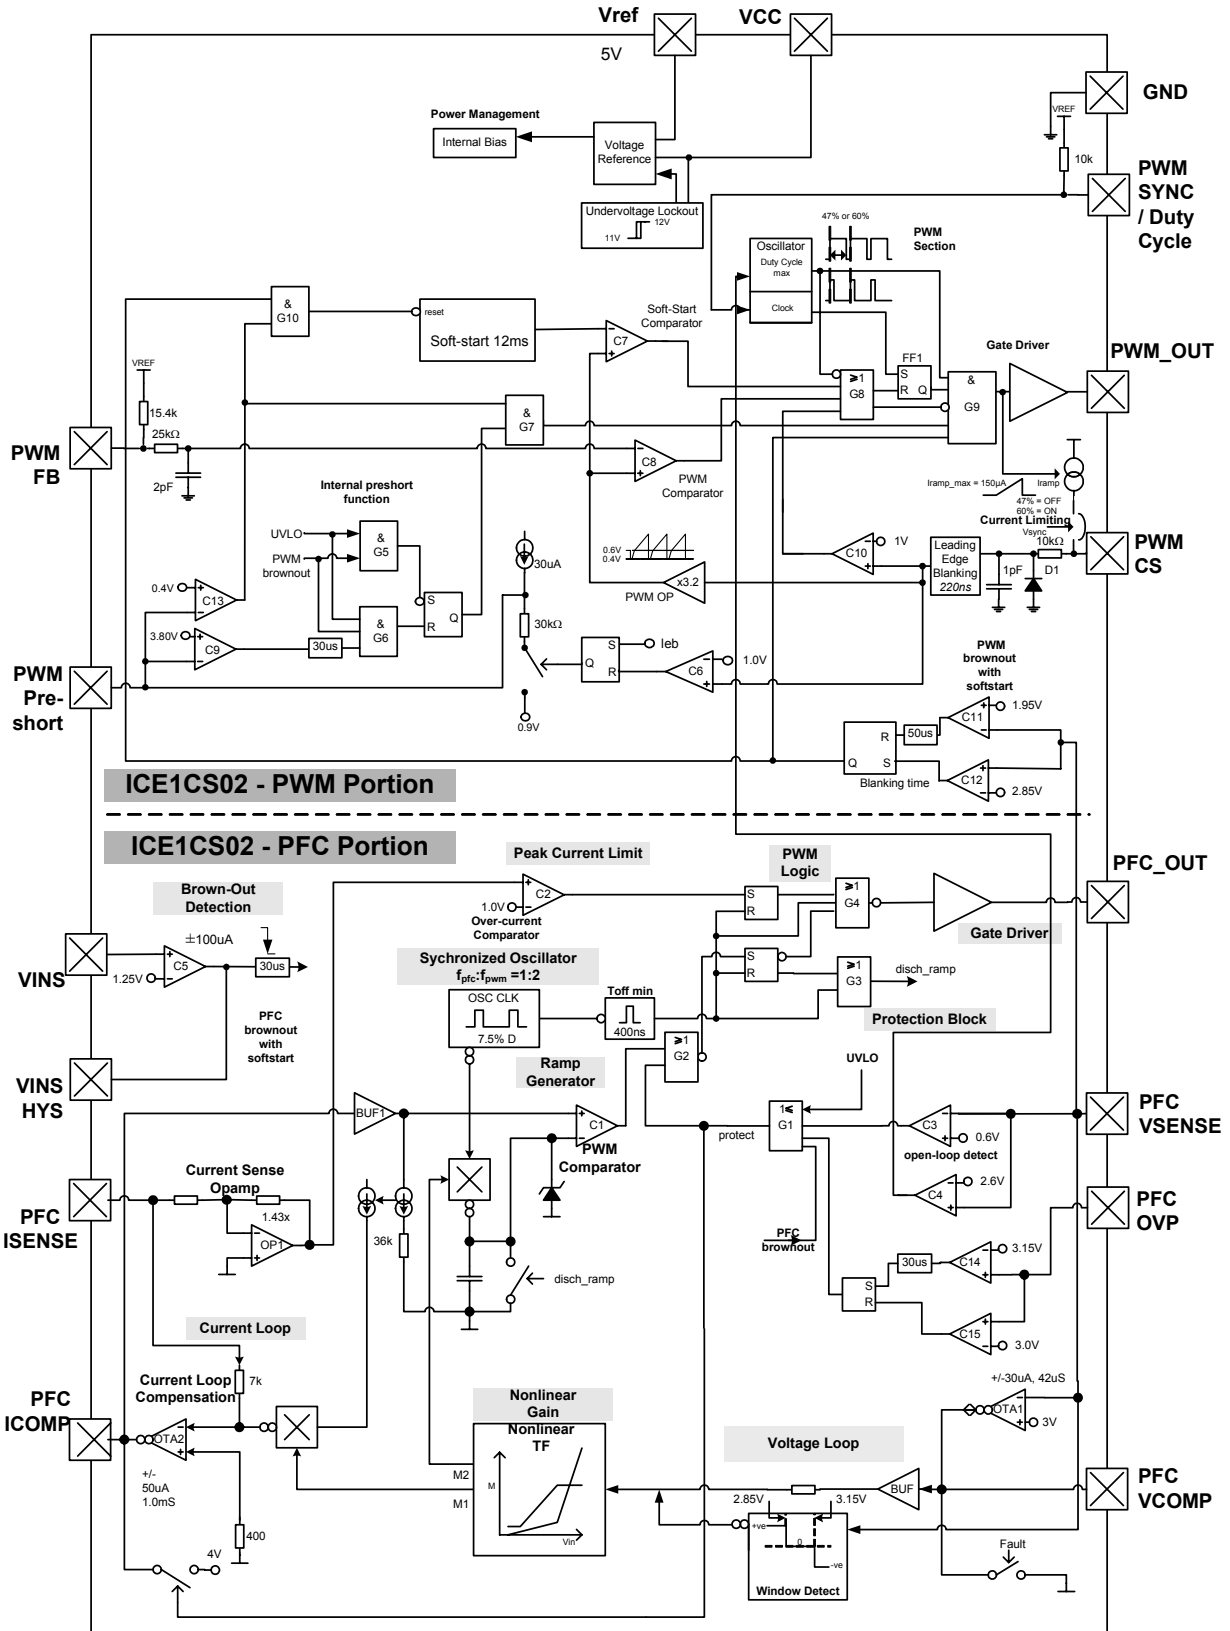 Vref
VCC
5V
GND
VREF
Power Management
Internal Bias
Voltage
Reference
10k
PWM
SYNC
/ Duty
Cycle
Undervoltage Lockout
12V
11V
47% or 60%
PWM
Section
Oscillator
Duty Cycle
max
Clock
&
G10
reset
Soft-start 12ms
Soft-Start
Comparator
C7
Gate Driver
PWM_OUT
VREF
15.4k
25kΩ
2pF
PWM
FB
&
G7
≥1
G8
FF1
S
R
Q
&
G9
C8
PWM
Comparator
Iramp_max = 150µA
Iramp
47% = OFF
60% = ON
Current Limiting
Vsync
10kΩ
Internal preshort
function
UVLO
PWM
brownout
&
G5
30uA
0.6V
0.4V
x3.2
PWM OP
C10
1V
Leading
Edge
Blanking
220ns
1pF
D1
PWM
CS
0.4V
C13
S
R
Q
&
G6
3.80V
C9
30us
30kΩ
S
Q
R
leb
C6
1.0V
0.9V
PWM
Pre-
short
PWM
brownout
with
softstart
C11
1.95V
50us
R
S
Q
C12
2.85V
Blanking time
ICE1CS02 - PWM Portion
ICE1CS02 - PFC Portion
Peak Current Limit
PWM
Logic
PFC_OUT
Brown-Out
Detection
C2
1.0V
Over-current
Comparator
S
R
≥1
G4
Gate Driver
±100uA
VINS
C5
1.25V
30us
Sychronized Oscillator
fpfc:fpwm =1:2
OSC CLK
7.5% D
Toff min
400ns
S
R
≥1
G3
disch_ramp
PFC
brownout
with
softstart
Protection Block
≥1
G2
Ramp
Generator
UVLO
VINS
HYS
BUF1
C1
PWM
Comparator
protect
1≤
G1
C3
0.6V
open-loop detect
PFC
VSENSE
C4
2.6V
PFC
OVP
Current Sense
Opamp
1.43x
OP1
PFC
ISENSE
36k
disch_ramp
PFC
brownout
30us
C14
3.15V
S
R
C15
3.0V
Current Loop
7k
Current Loop
Compensation
PFC
ICOMP
OTA2
+/-
50uA
1.0mS
400
4V
Nonlinear
Gain
Nonlinear
TF
M
M2
M1
Vin
+/-30uA, 42uS
OTA1
3V
Voltage Loop
BUF
PFC
VCOMP
2.85V
3.15V
+ve
0
-ve
Window Detect
Fault